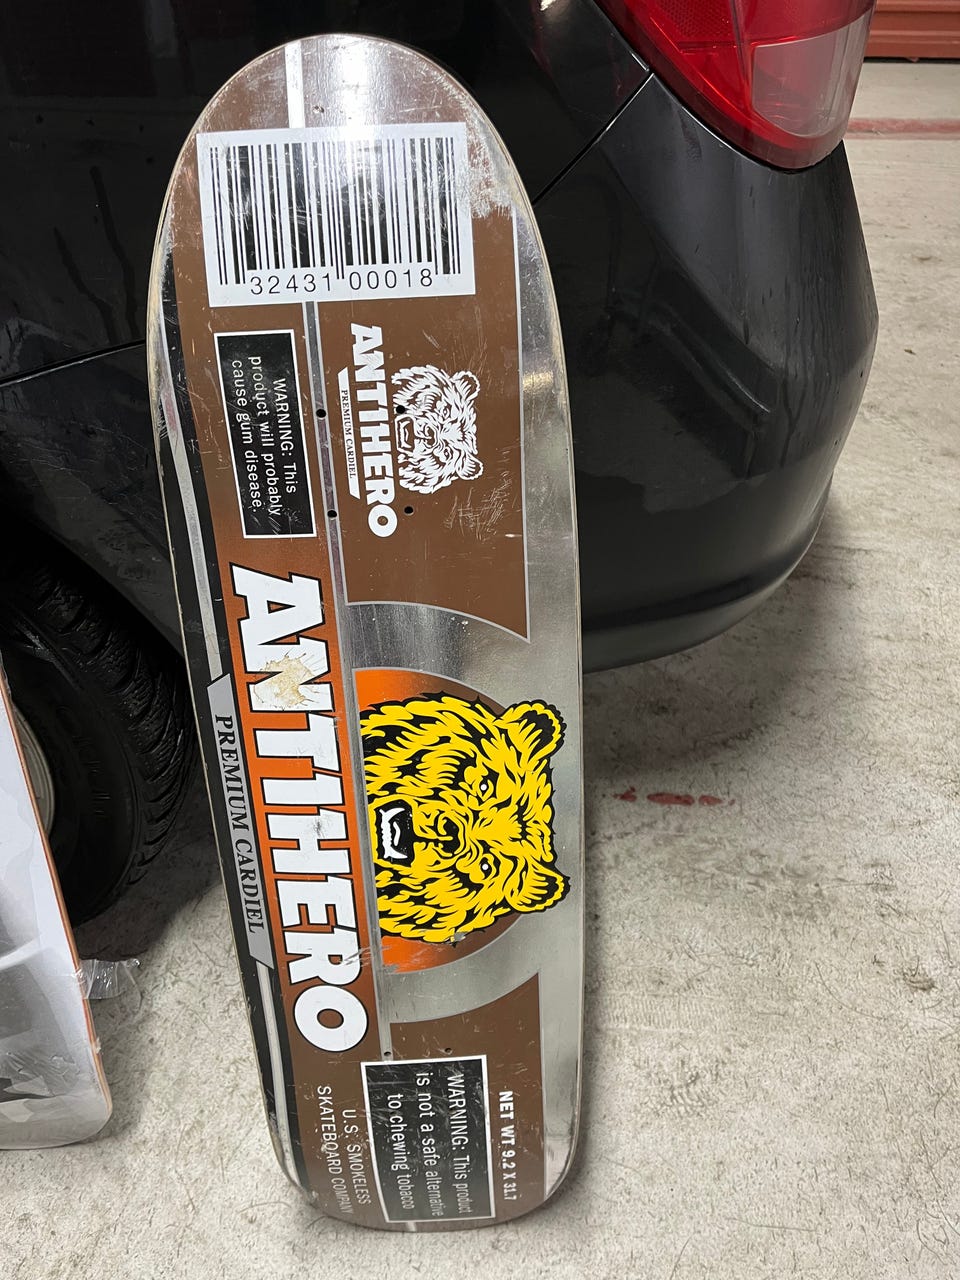 32431 00018
WARNING: This
product will probably
cause gum disease.
ANTIHERO
PREMIUM CARDIEL
ANTIHERO
PREMIUM CARDIEL
NET WT. 9.2 X 31.7
WARNING: This product
is not a safe alternative
to chewing tobacco
U.S. SMOKELESS
SKATEBOARD COMPANY